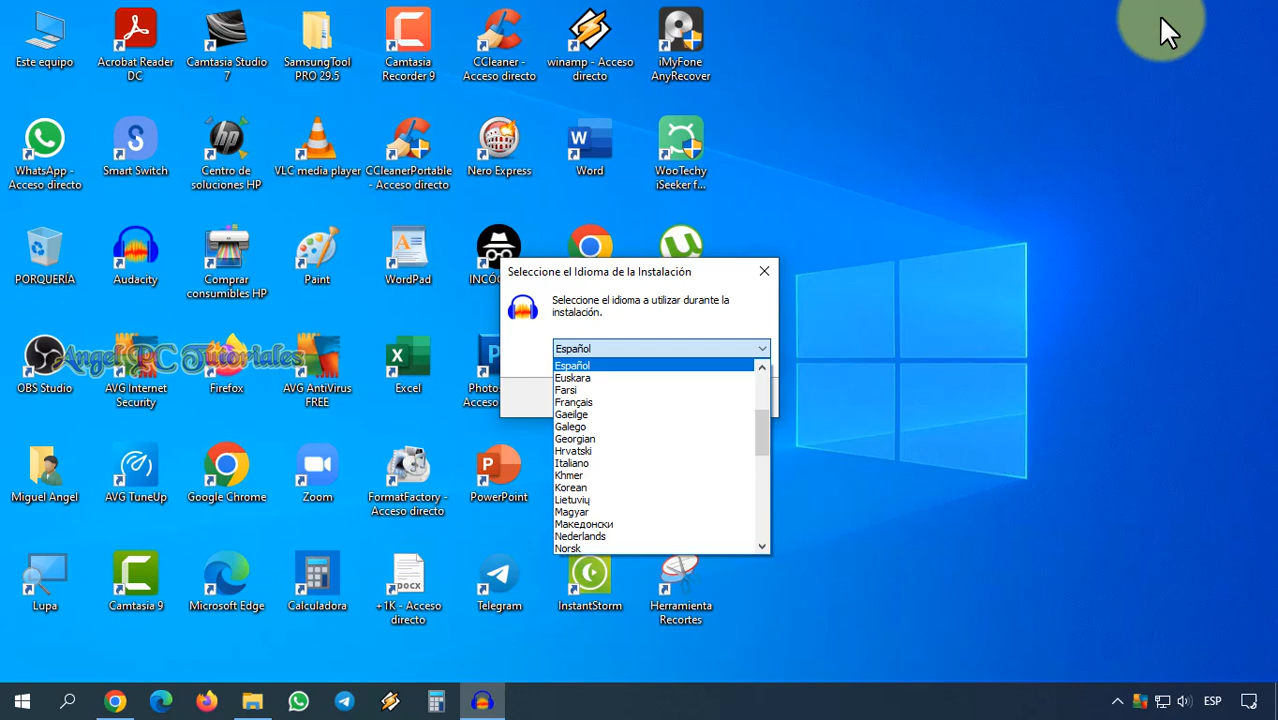 Este equipo
Acrobat Reader
DC
Camtasia Studio
7
SamsungTool
PRO 29.5
Camtasia
Recorder 9
CCleaner -
Acceso directo
winamp - Acceso
directo
iMyFone
AnyRecover
WhatsApp -
Acceso directo
Smart Switch
Centro de
soluciones HP
VLC media player
CCleanerPortable
- Acceso directo
Nero Express
Word
WooTechy
iSeeker f...
PORQUERÍA
Audacity
Comprar
consumibles HP
Paint
WordPad
INCÓ
Seleccione el Idioma de la Instalación
Seleccione el idioma a utilizar durante la
instalación.
Español
Español
Euskara
Farsi
Français
Gaeilge
Galego
Georgian
Hrvatski
Italiano
Khmer
Korean
Lietuvių
Magyar
Македонски
Nederlands
Norsk
Angel PC Tutoriales
OBS Studio
AVG Internet
Security
Firefox
AVG AntiVirus
FREE
Excel
Photos
Acceso
Miguel Angel
AVG TuneUp
Google Chrome
Zoom
FormatFactory -
Acceso directo
PowerPoint
Lupa
Camtasia 9
Microsoft Edge
Calculadora
+1K - Acceso
directo
Telegram
InstantStorm
Herramienta
Recortes
ESP